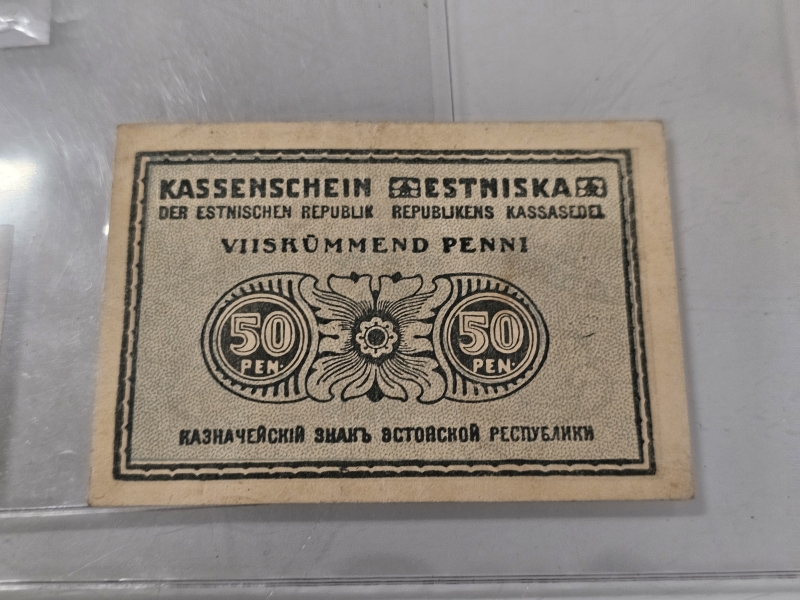 KASSENSCHEIN ESTNISKA
DER ESTNISCHEN REPUBLIK REPUBLIKENS KASSASEDEL
VIISKÜMMEND PENNI
50 PEN. 50 PEN.
КАЗНАЧЕЙСКІЙ ЗНАКЪ ЭСТОНСКОЙ РЕСПУБЛИКИ